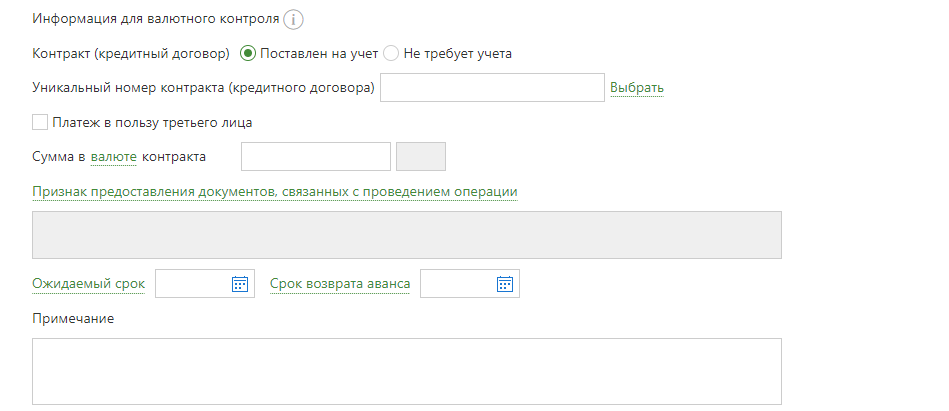 Информация для валютного контроля i
Контракт (кредитный договор) Поставлен на учет Не требует учета
Уникальный номер контракта (кредитного договора) Выбрать
Платеж в пользу третьего лица
Сумма в валюте контракта
Признак предоставления документов, связанных с проведением операции
Ожидаемый срок Срок возврата аванса
Примечание